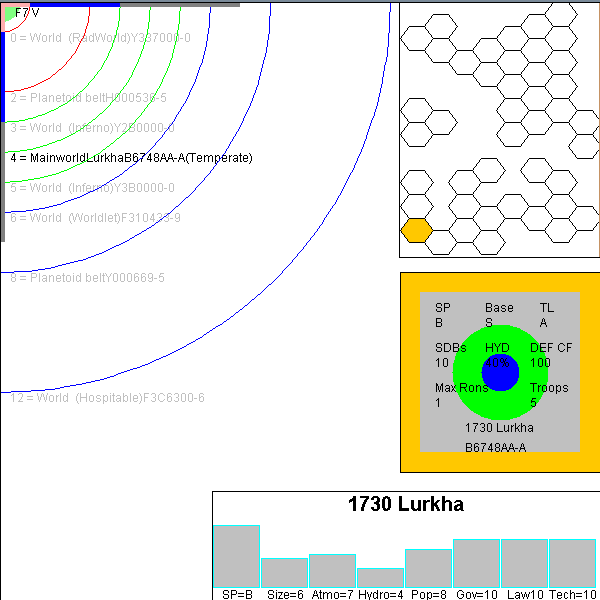 F7 V
0 = World (RadWorld)Y387000-0
2 = Planetoid beltH000536-5
3 = World (Inferno)Y2B0000-0
4 = MainworldLurkhaB6748AA-A(Temperate)
5 = World (Inferno)Y3B0000-0
6 = World (Worldlet)F310435-9
8 = Planetoid beltY000669-5
12 = World (Hospitable)F3C6300-6
SP Base TL
B S A
SDBs HYD DEF CF
10 40% 100
Max Rons Troops
1 5
1730 Lurkha
B6748AA-A
1730 Lurkha
SP=B Size=6 Atmo=7 Hydro=4 Pop=8 Gov=10 Law10 Tech=10